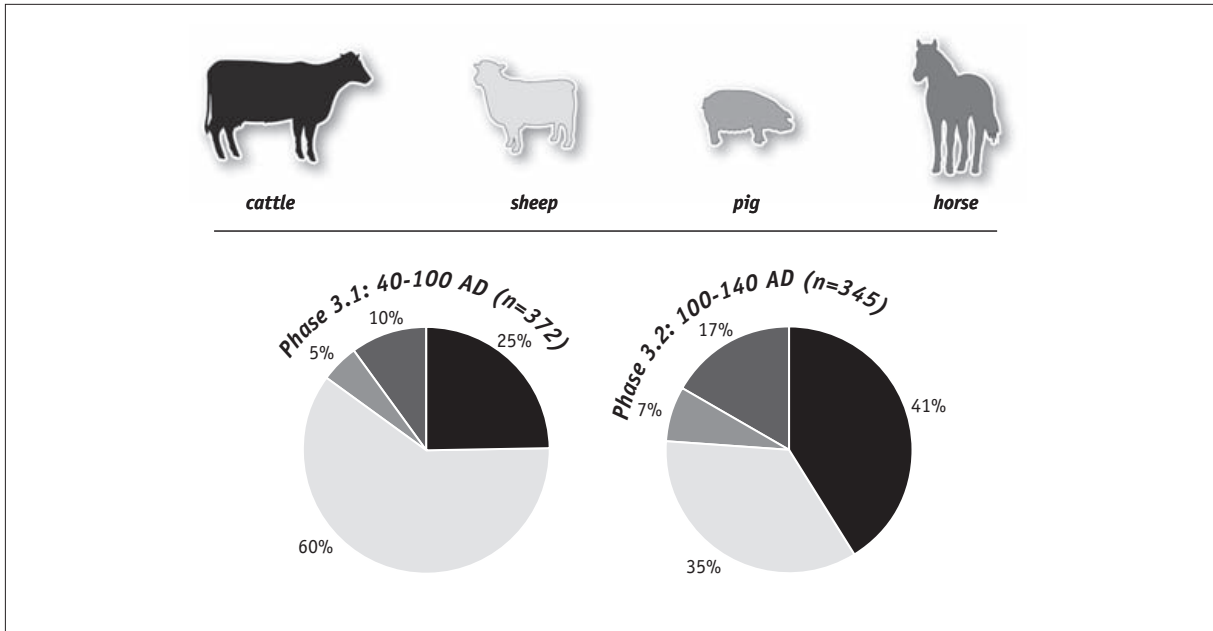 cattle
sheep
pig
horse
Phase 3.1: 40-100 AD (n=372)
10%
25%
5%
60%
Phase 3.2: 100-140 AD (n=345)
17%
7%
41%
35%